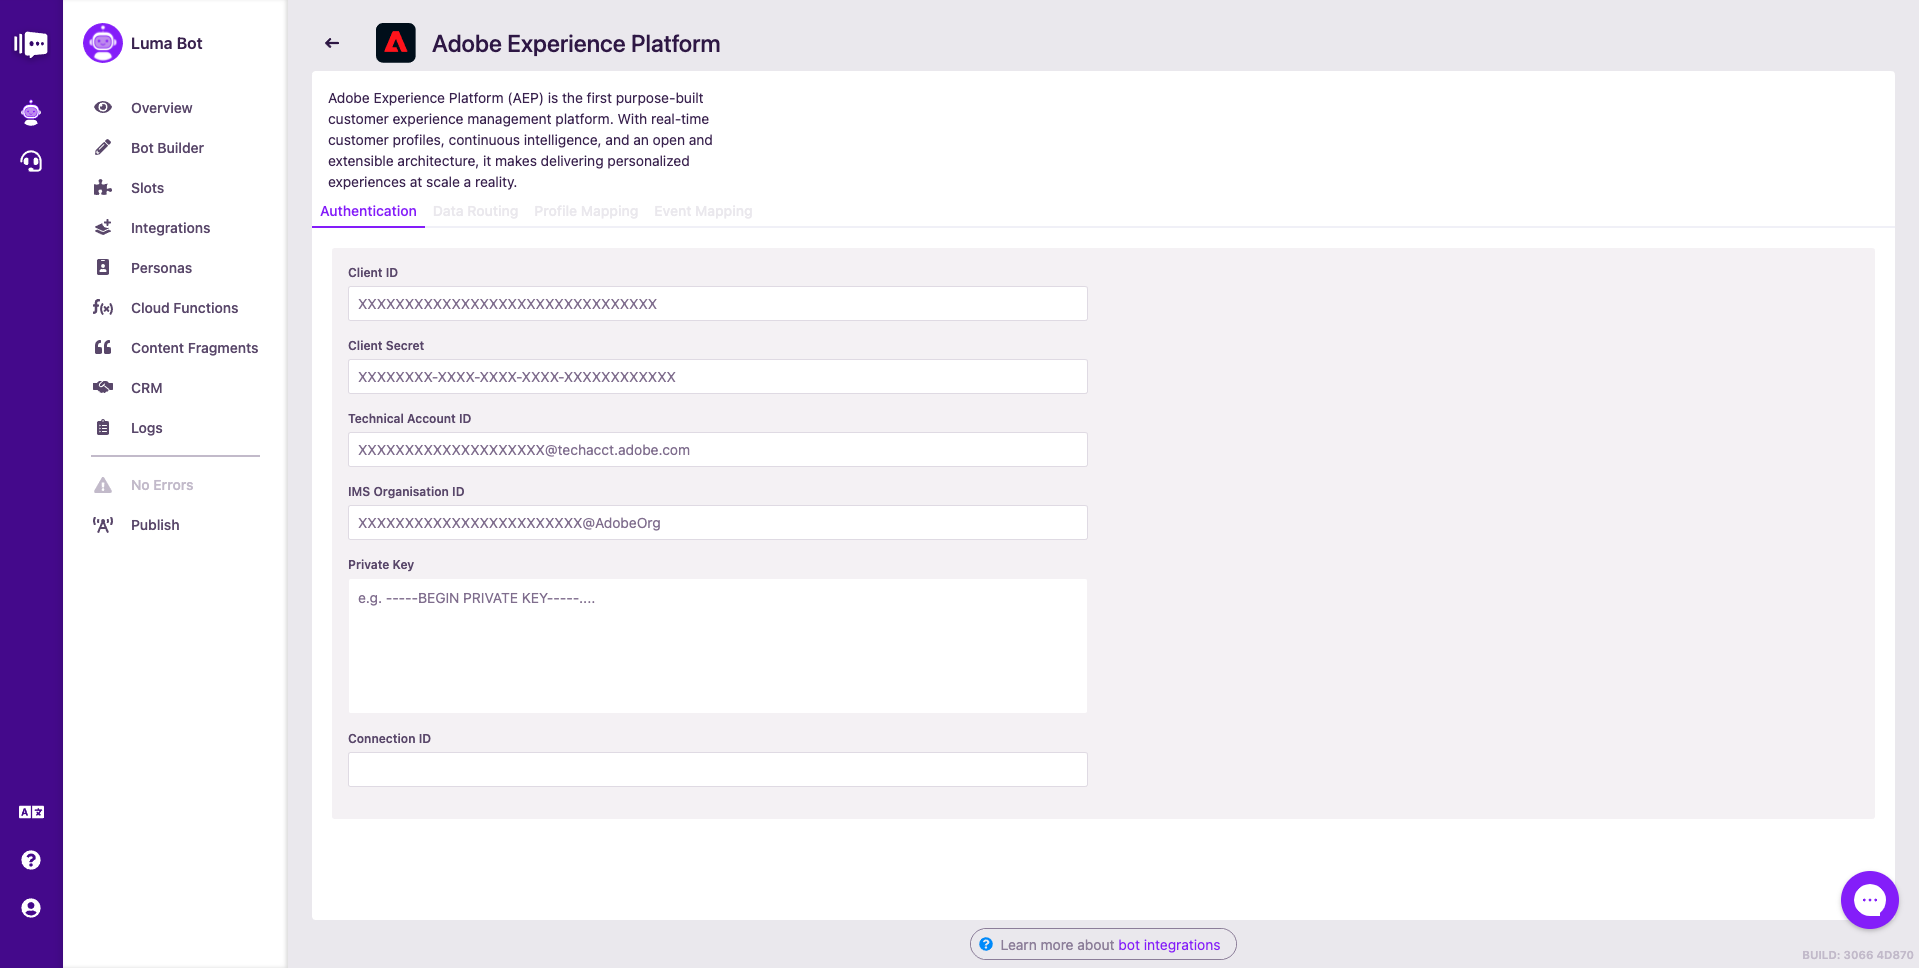 Luma Bot
Overview
Bot Builder
Slots
Integrations
Personas
f(x) Cloud Functions
Content Fragments
CRM
Logs
No Errors
Publish
Adobe Experience Platform
Adobe Experience Platform (AEP) is the first purpose-built
customer experience management platform. With real-time
customer profiles, continuous intelligence, and an open and
extensible architecture, it makes delivering personalized
experiences at scale a reality.
Authentication Data Routing Profile Mapping Event Mapping
Client ID
XXXXXXXXXXXXXXXXXXXXXXXXXXXXXXXX
Client Secret
XXXXXXXX-XXXX-XXXX-XXXX-XXXXXXXXXXXX
Technical Account ID
XXXXXXXXXXXXXXXXXXXX@techacct.adobe.com
IMS Organisation ID
XXXXXXXXXXXXXXXXXXXXXXXX@AdobeOrg
Private Key
e.g. -----BEGIN PRIVATE KEY-----....
Connection ID
Learn more about bot integrations
BUILD: 3066 4D870